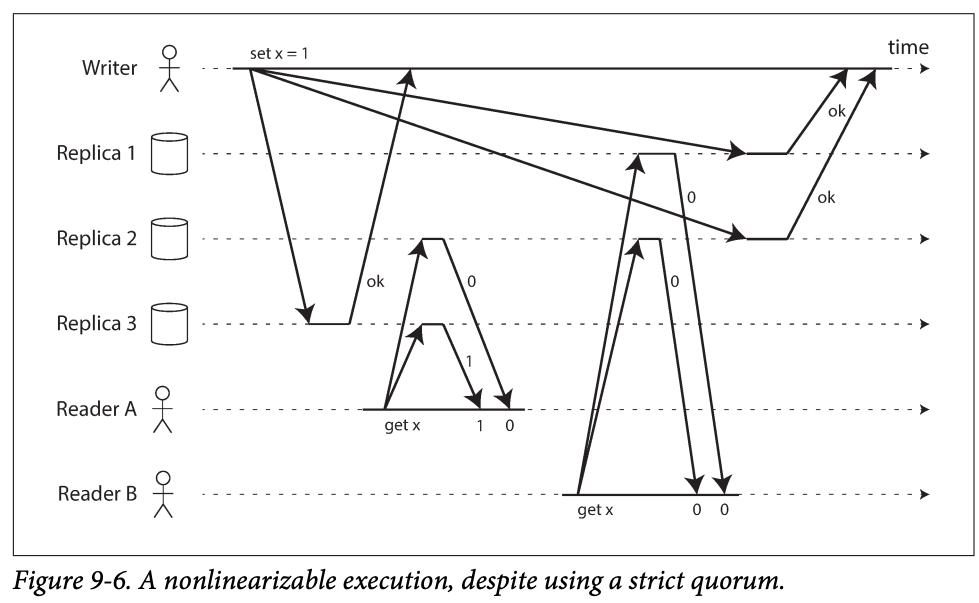 set x = 1
time
Writer
ok
Replica 1
0
ok
Replica 2
ok
0
0
Replica 3
1
Reader A
get x 1 0
Reader B
get x 0 0
Figure 9-6. A nonlinearizable execution, despite using a strict quorum.